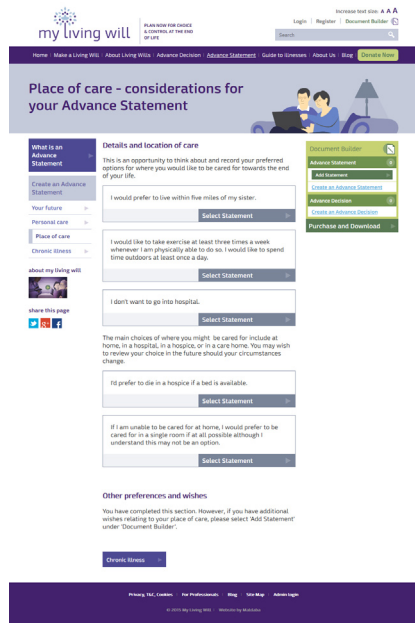 Increase text size: A A A
my living will
PLAN NOW FOR CHOICE
& CONTROL AT THE END
OF LIFE
Login | Register | Document Builder
Search
Home | Make a Living Will | About Living Wills | Advance Decision | Advance Statement | Guide to illnesses | About Us | Blog | Donate Now
Place of care - considerations for
your Advance Statement
What is an
Advance
Statement
Create an Advance
Statement
Your future
Personal care
Place of care
Chronic illness
about my living will
share this page
Details and location of care
This is an opportunity to think about and record your preferred
options for where you would like to be cared for towards the end
of your life.
I would prefer to live within five miles of my sister.
Select Statement
I would like to take exercise at least three times a week
whenever I am physically able to do so. I would like to spend
time outdoors at least once a day.
Select Statement
I don't want to go into hospital.
Select Statement
The main choices of where you might be cared for include at
home, in a hospital, in a hospice, or in a care home. You may wish
to review your choice in the future should your circumstances
change.
I'd prefer to die in a hospice if a bed is available.
Select Statement
If I am unable to be cared for at home, I would prefer to be
cared for in a single room if at all possible although I
understand this may not be an option.
Select Statement
Other preferences and wishes
You have completed this section. However, if you have additional
wishes relating to your place of care, please select 'Add Statement'
under 'Document Builder'.
Chronic Illness
Document Builder
Advance Statement
Add Statement
Create an Advance Statement
Advance Decision
Create an Advance Decision
Purchase and Download
Privacy, T&C, Cookies | For Professionals | Blog | Site Map | Admin login
© 2015 My Living Will | Website by